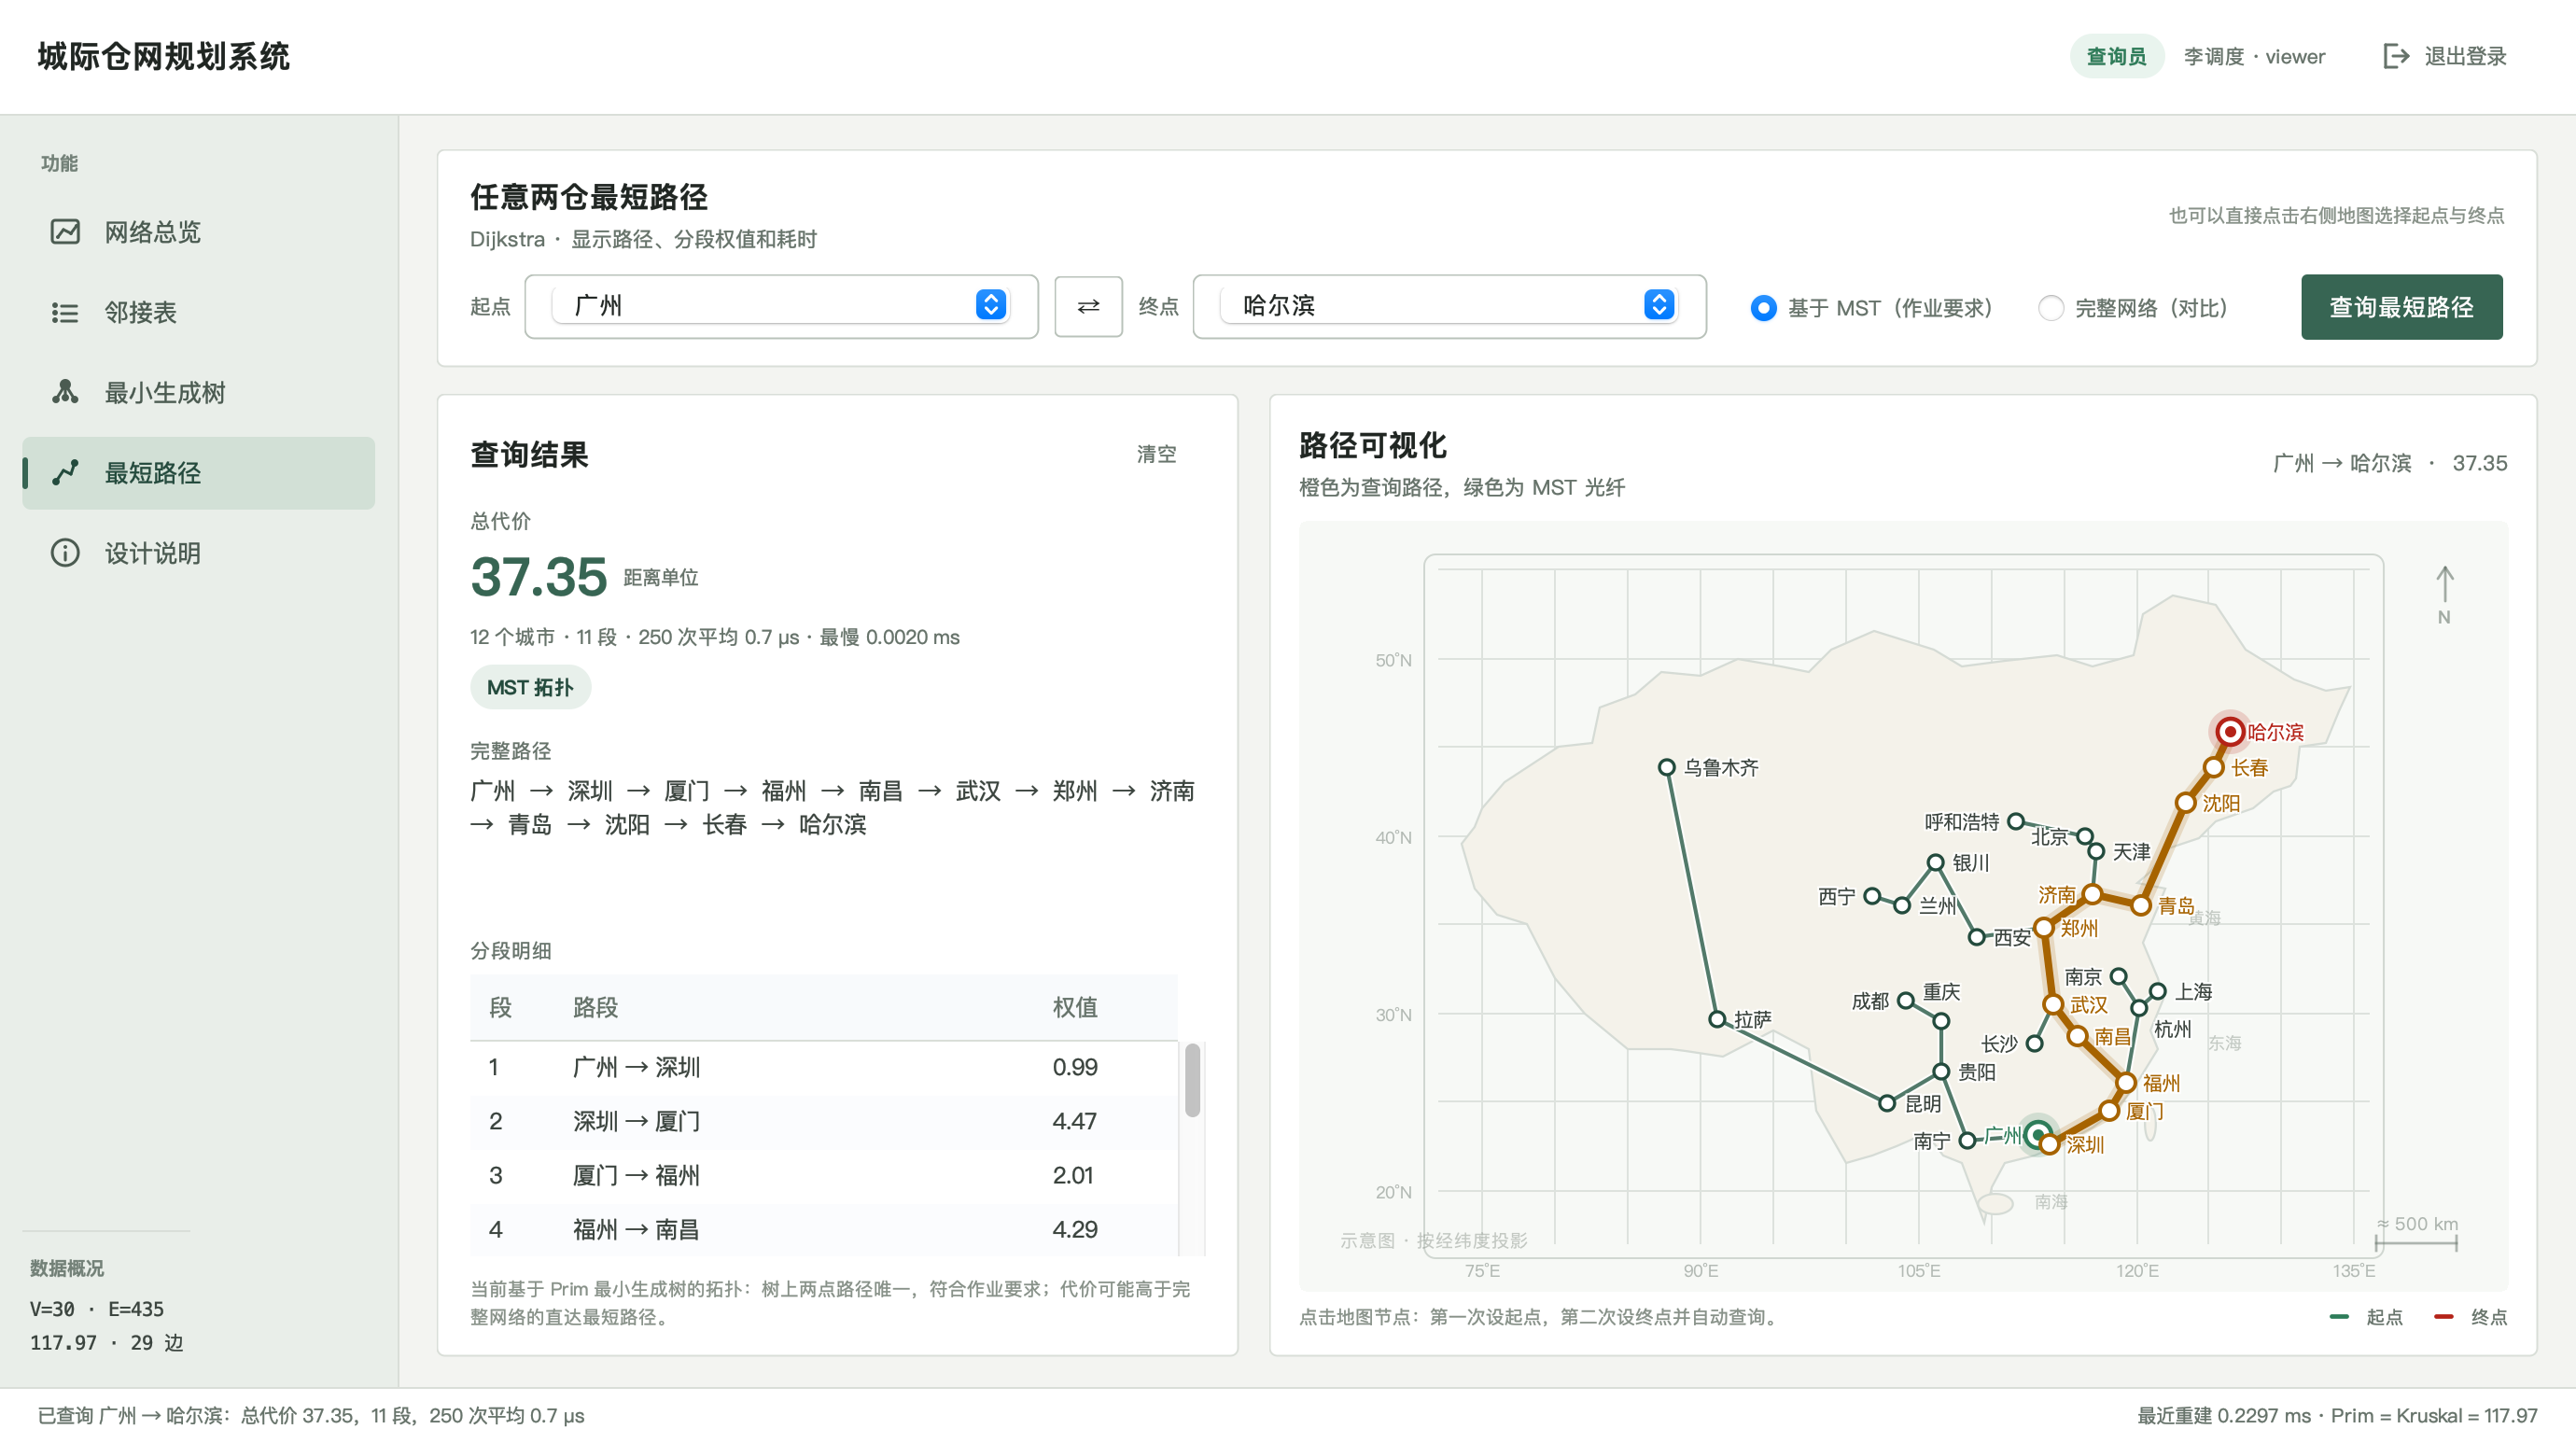 城际仓网规划系统
查询员 李调度 · viewer 退出登录
功能
网络总览
邻接表
最小生成树
最短路径
设计说明
数据概况
V=30 · E=435
117.97 · 29 边
任意两仓最短路径
Dijkstra · 显示路径、分段权值和耗时
也可以直接点击右侧地图选择起点与终点
起点 广州 ⇄ 终点 哈尔滨 基于 MST（作业要求） 完整网络（对比） 查询最短路径
查询结果 清空
总代价
37.35 距离单位
12 个城市 · 11 段 · 250 次平均 0.7 µs · 最慢 0.0020 ms
MST 拓扑
完整路径
广州 → 深圳 → 厦门 → 福州 → 南昌 → 武汉 → 郑州 → 济南
→ 青岛 → 沈阳 → 长春 → 哈尔滨
分段明细
段 路段 权值
1 广州 → 深圳 0.99
2 深圳 → 厦门 4.47
3 厦门 → 福州 2.01
4 福州 → 南昌 4.29
当前基于 Prim 最小生成树的拓扑：树上两点路径唯一，符合作业要求；代价可能高于完
整网络的直达最短路径。
路径可视化
橙色为查询路径，绿色为 MST 光纤
广州 → 哈尔滨 · 37.35
N
50°N
哈尔滨
乌鲁木齐
长春
沈阳
呼和浩特
40°N
北京
天津
银川
西宁
兰州
济南
青岛
黄海
郑州
西安
南京
上海
成都
重庆
武汉
30°N
拉萨
杭州
南昌
长沙
东海
贵阳
福州
昆明
厦门
广州
南宁
深圳
20°N
南海
≈ 500 km
示意图 · 按经纬度投影
75°E 90°E 105°E 120°E 135°E
点击地图节点：第一次设起点，第二次设终点并自动查询。
起点 终点
已查询 广州 → 哈尔滨：总代价 37.35，11 段，250 次平均 0.7 µs
最近重建 0.2297 ms · Prim = Kruskal = 117.97